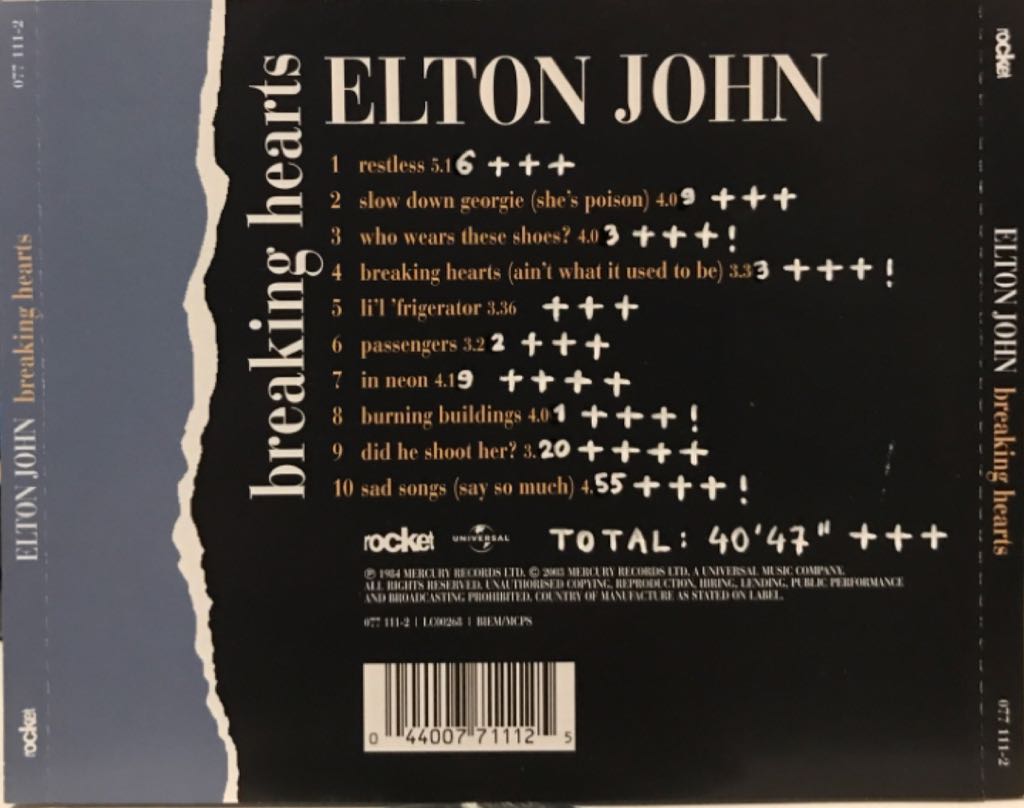 077 111-2
ELTON JOHN breaking hearts
rocket
breaking hearts
ELTON JOHN
1 restless 5.16 +++
2 slow down georgie (she's poison) 4.09 +++
3 who wears these shoes? 4.03 +++!
4 breaking hearts (ain't what it used to be) 3.33 +++!
5 li'l 'frigerator 3.36 +++
6 passengers 3.22 +++
7 in neon 4.19 ++++
8 burning buildings 4.01 +++!
9 did he shoot her? 3.20 ++++
10 sad songs (say so much) 4.55 +++!
rocket UNIVERSAL TOTAL: 40'47" +++
℗ 1984 MERCURY RECORDS LTD. © 2003 MERCURY RECORDS LTD. A UNIVERSAL MUSIC COMPANY.
ALL RIGHTS RESERVED. UNAUTHORISED COPYING, REPRODUCTION, HIRING, LENDING, PUBLIC PERFORMANCE
AND BROADCASTING PROHIBITED. COUNTRY OF MANUFACTURE AS STATED ON LABEL.
077 111-2 | LC00268 | BIEM/MCPS
0 44007 71112 5
rocket
ELTON JOHN breaking hearts
077 111-2